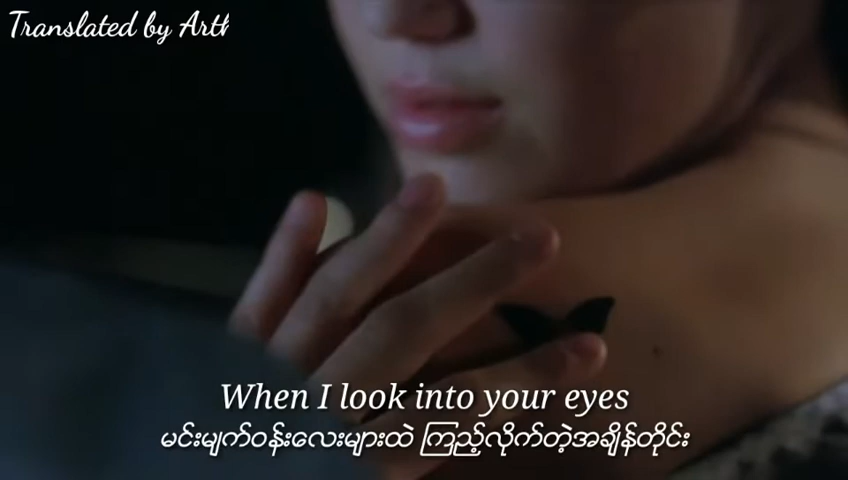 Translated by
When I look into your eyes
မင်းမျက်ဝန်းလေးများထဲ ကြည့်လိုက်တဲ့အချိန်တိုင်း